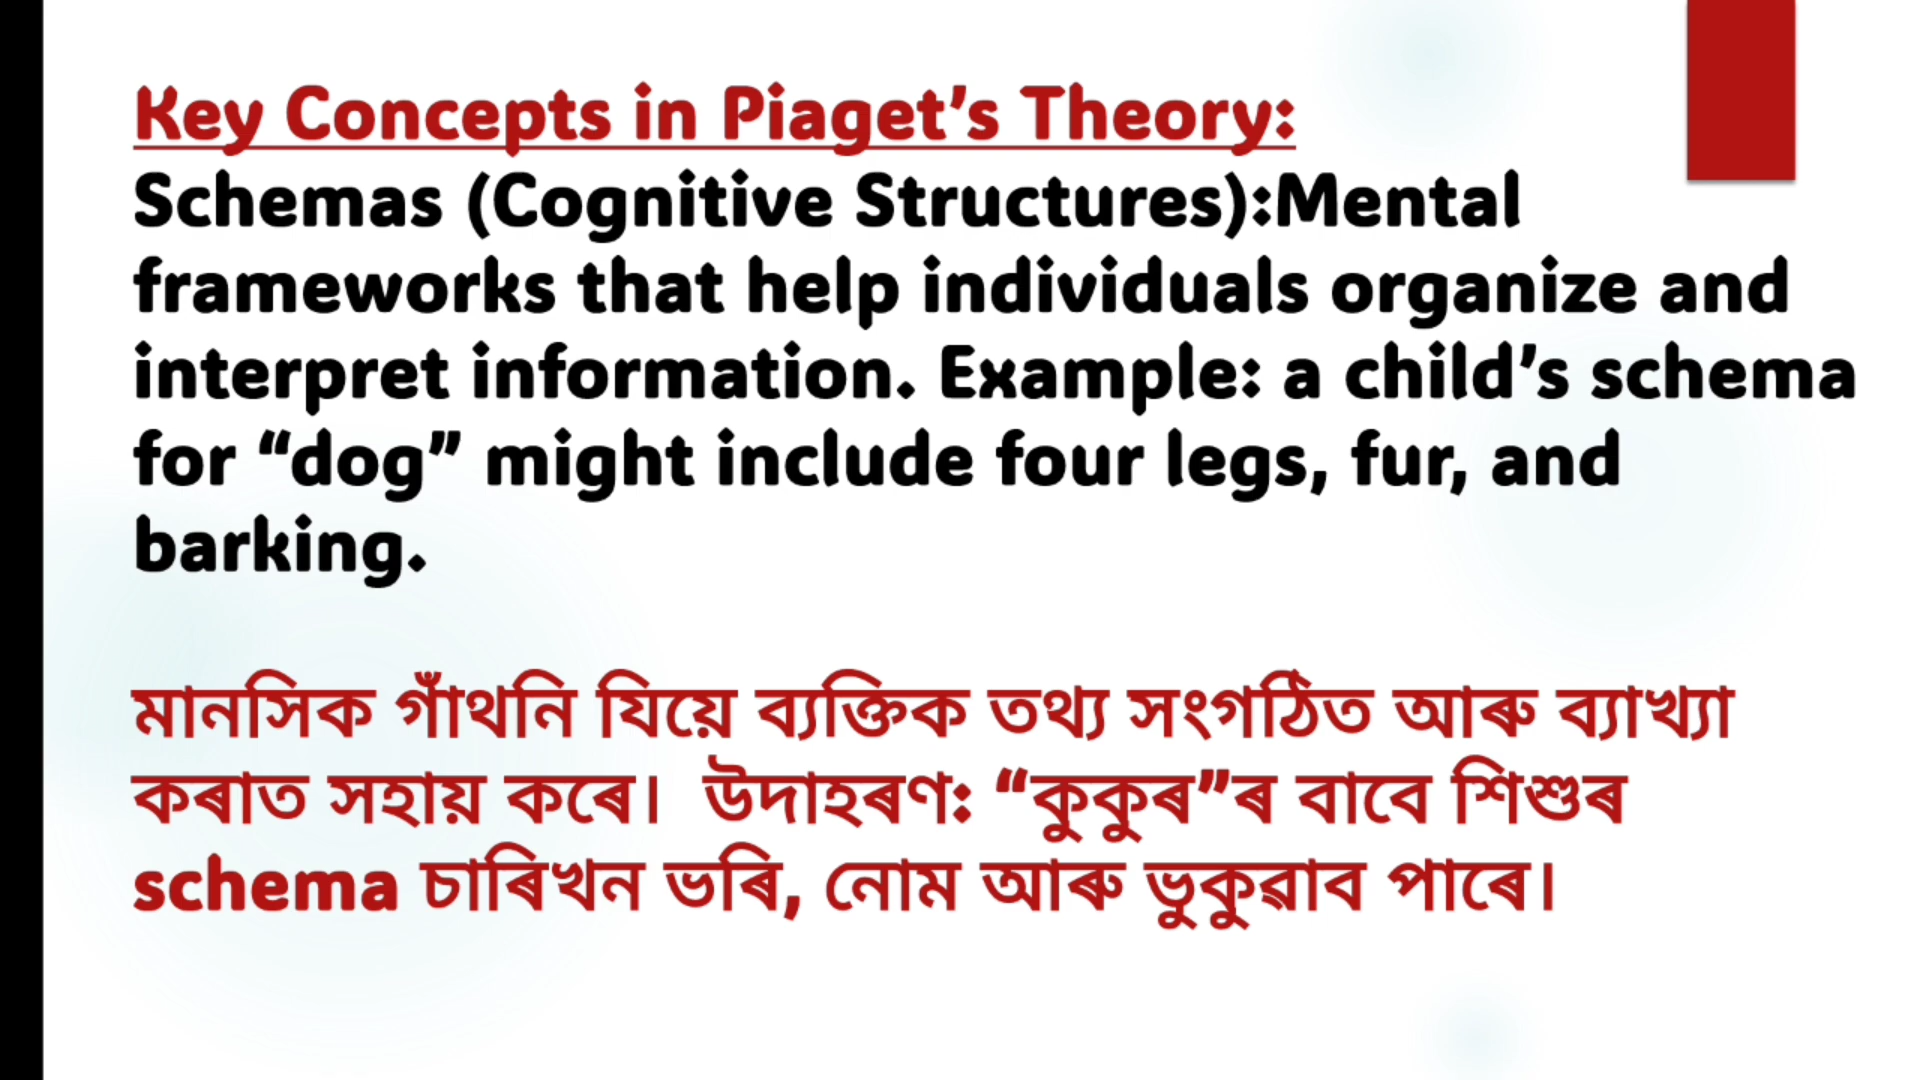 Key Concepts in Piaget’s Theory:
Schemas (Cognitive Structures):Mental
frameworks that help individuals organize and
interpret information. Example: a child’s schema
for “dog” might include four legs, fur, and
barking.
মানসিক গাঁথনি যিয়ে ব্যক্তিক তথ্য সংগঠিত আৰু ব্যাখ্যা
কৰাত সহায় কৰে।  উদাহৰণ: “কুকুৰ”ৰ বাবে শিশুৰ
schema চাৰিখন ভৰি, নোম আৰু ভুকুৱাব পাৰে।